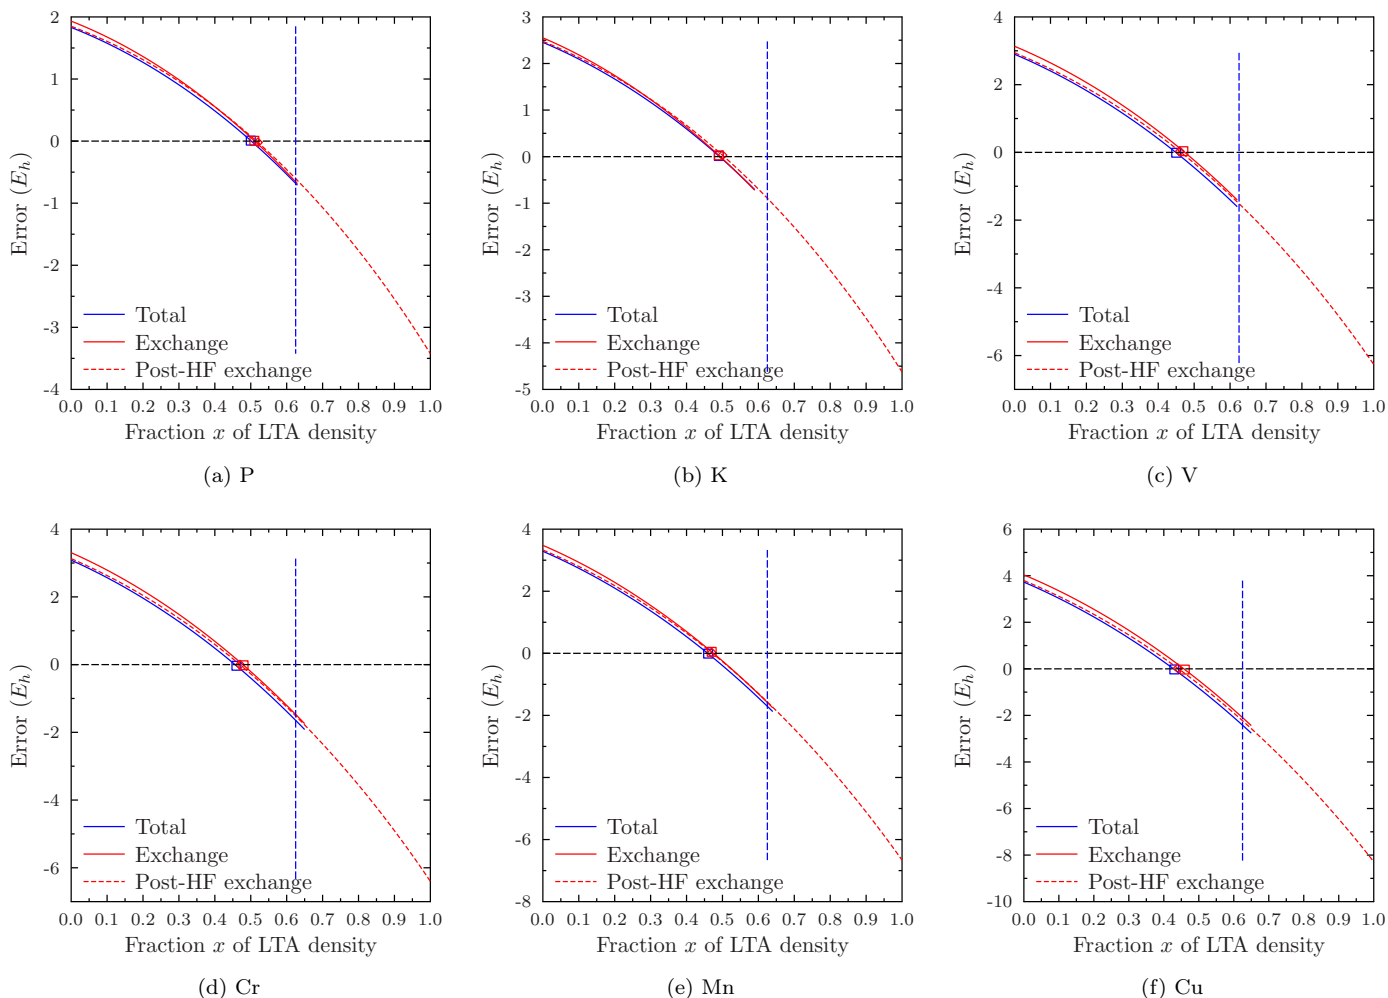 2
1
0
-1
-2
-3
-4
0.0 0.1 0.2 0.3 0.4 0.5 0.6 0.7 0.8 0.9 1.0
Error (E_h)
Fraction x of LTA density
Total
Exchange
Post-HF exchange
(a) P
3
2
1
0
-1
-2
-3
-4
-5
0.0 0.1 0.2 0.3 0.4 0.5 0.6 0.7 0.8 0.9 1.0
Error (E_h)
Fraction x of LTA density
Total
Exchange
Post-HF exchange
(b) K
4
2
0
-2
-4
-6
0.0 0.1 0.2 0.3 0.4 0.5 0.6 0.7 0.8 0.9 1.0
Error (E_h)
Fraction x of LTA density
Total
Exchange
Post-HF exchange
(c) V
4
2
0
-2
-4
-6
0.0 0.1 0.2 0.3 0.4 0.5 0.6 0.7 0.8 0.9 1.0
Error (E_h)
Fraction x of LTA density
Total
Exchange
Post-HF exchange
(d) Cr
4
2
0
-2
-4
-6
-8
0.0 0.1 0.2 0.3 0.4 0.5 0.6 0.7 0.8 0.9 1.0
Error (E_h)
Fraction x of LTA density
Total
Exchange
Post-HF exchange
(e) Mn
6
4
2
0
-2
-4
-6
-8
-10
0.0 0.1 0.2 0.3 0.4 0.5 0.6 0.7 0.8 0.9 1.0
Error (E_h)
Fraction x of LTA density
Total
Exchange
Post-HF exchange
(f) Cu